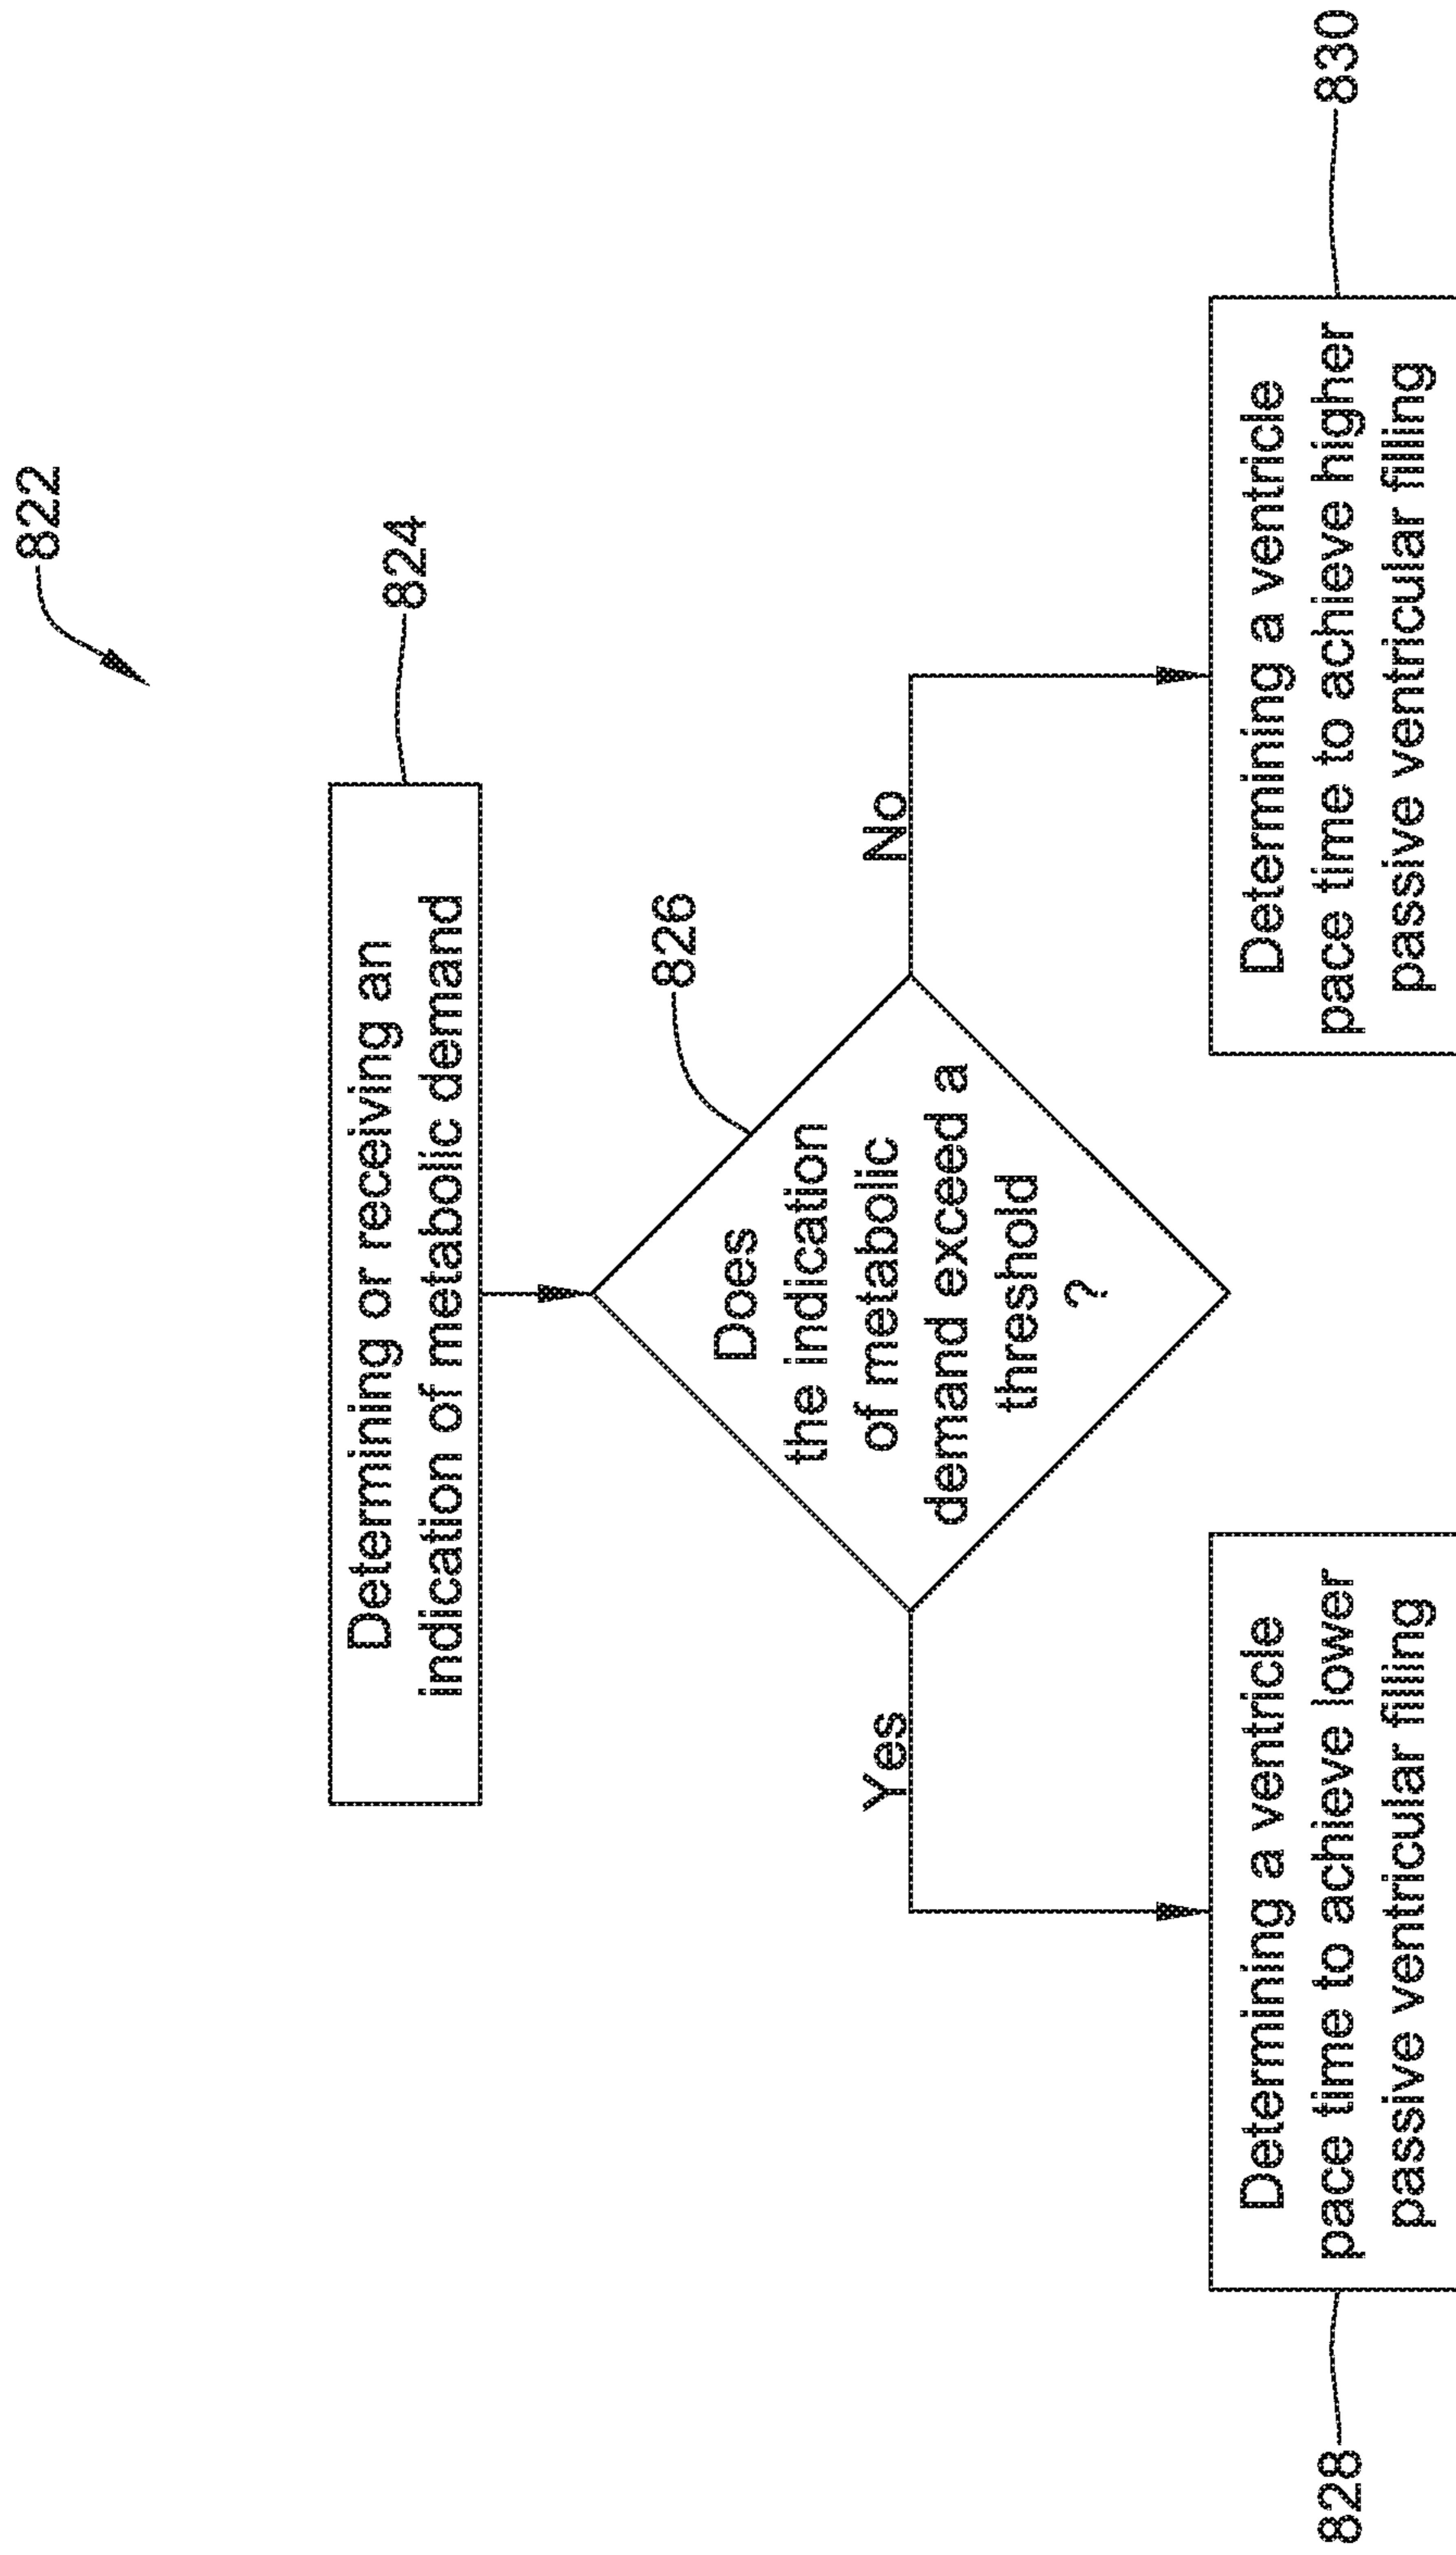 822
Determining or receiving an
indication of metabolic demand
824
826
Does
the indication
of metabolic
demand exceed a
threshold
?
Yes
No
828
Determining a ventricle
pace time to achieve lower
passive ventricular filling
Determining a ventricle
pace time to achieve higher
passive ventricular filling
830